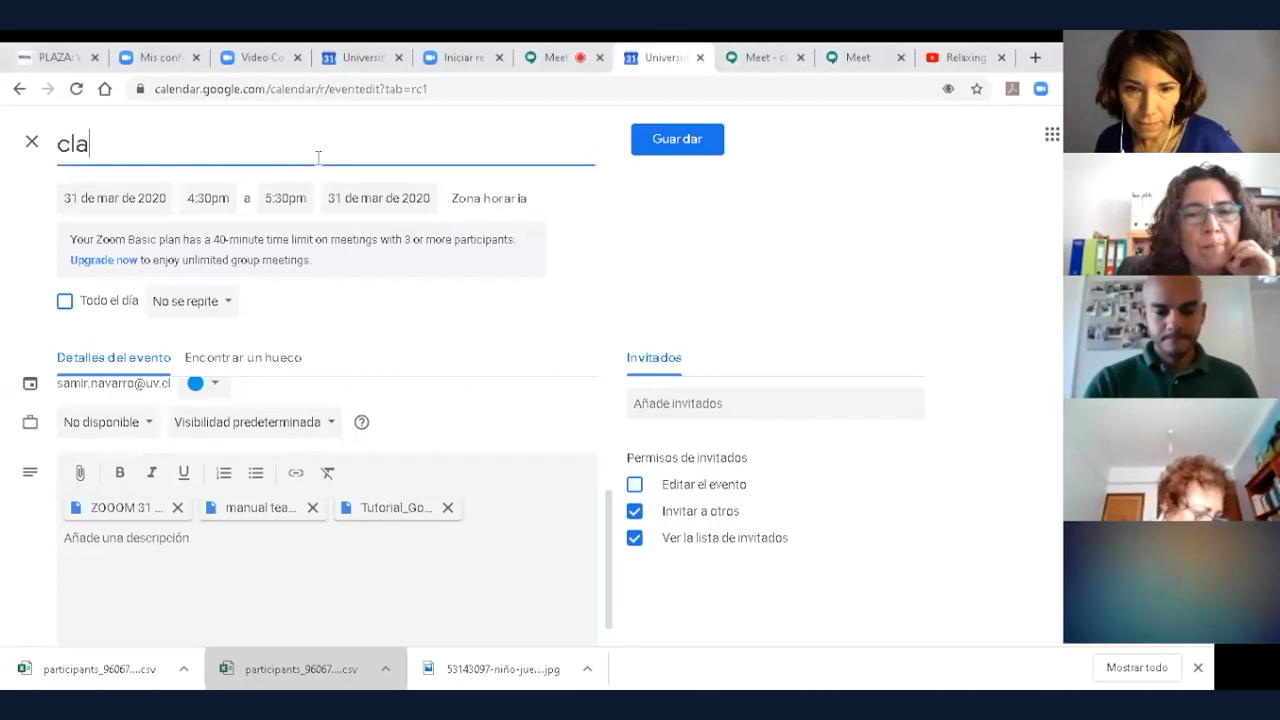 PLAZA: V
Mis conf
Video Co
Universid
Iniciar re
Meet
Universid
Meet - cl
Meet
Relaxing
calendar.google.com/calendar/r/eventedit?tab=rc1
cla
Guardar
31 de mar de 2020 4:30pm a 5:30pm 31 de mar de 2020 Zona horaria
Your Zoom Basic plan has a 40-minute time limit on meetings with 3 or more participants.
Upgrade now to enjoy unlimited group meetings.
Todo el día No se repite
Detalles del evento Encontrar un hueco
Invitados
samir.navarro@uv.cl
Añade invitados
No disponible Visibilidad predeterminada
Permisos de invitados
Editar el evento
Invitar a otros
Ver la lista de invitados
B I U
ZOOOM 31 ... manual tea... Tutorial_Go...
Añade una descripción
participants_96067....csv
participants_96067....csv
53143097-niño-jue....jpg
Mostrar todo